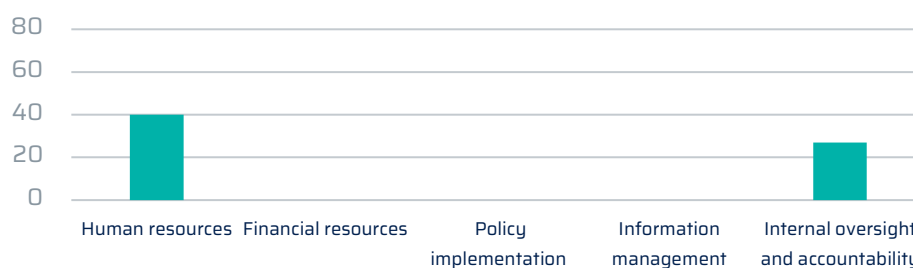 80
60
40
20
0
Human resources Financial resources Policy Information Internal oversight
implementation management and accountability